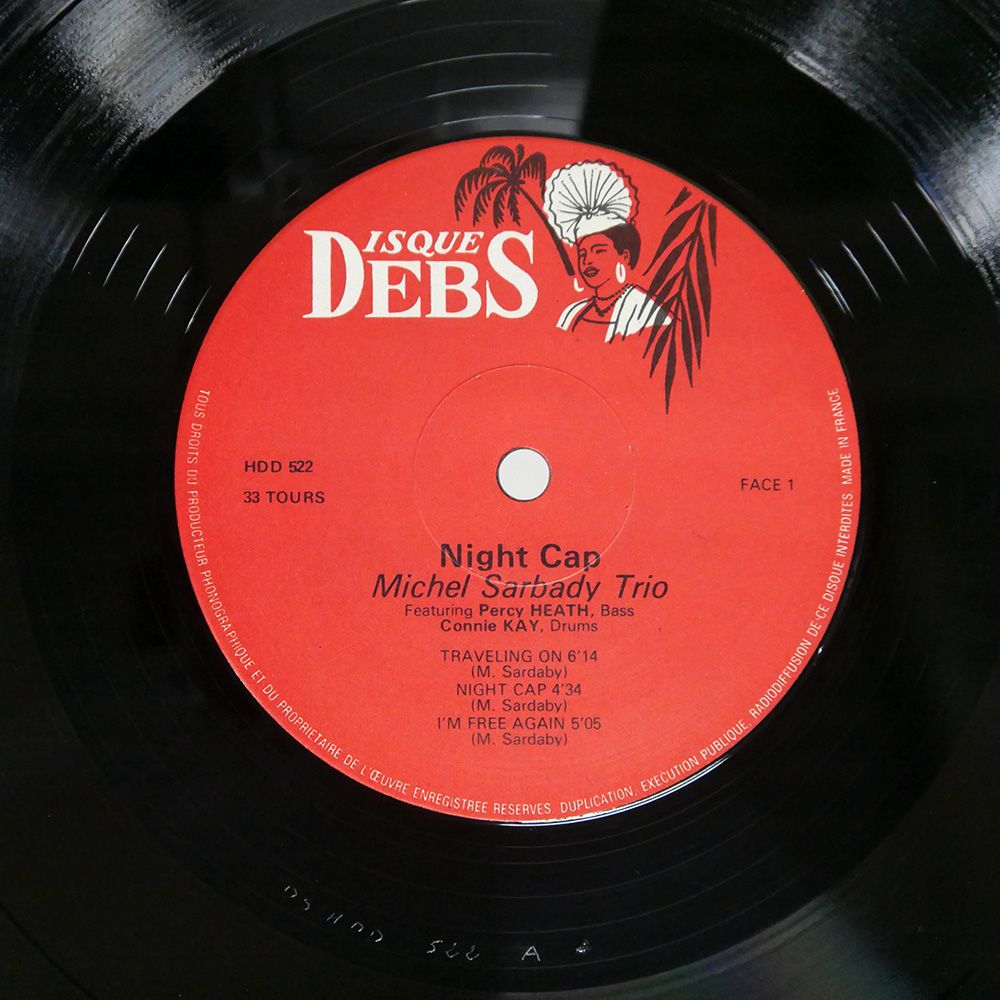 DISQUE
DEBS
HDD 522
33 TOURS
FACE 1
Night Cap
Michel Sarbady Trio
Featuring Percy HEATH, Bass
Connie KAY, Drums
TRAVELING ON 6'14
(M. Sardaby)
NIGHT CAP 4'34
(M. Sardaby)
I'M FREE AGAIN 5'05
(M. Sardaby)
TOUS DROITS DU PRODUCTEUR PHONOGRAPHIQUE ET DU PROPRIETAIRE DE L'ŒUVRE ENREGISTREE RESERVES. DUPLICATION. EXECUTION PUBLIQUE. RADIODIFFUSION DE CE DISQUE INTERDITES MADE IN FRANCE
HDD 522 A